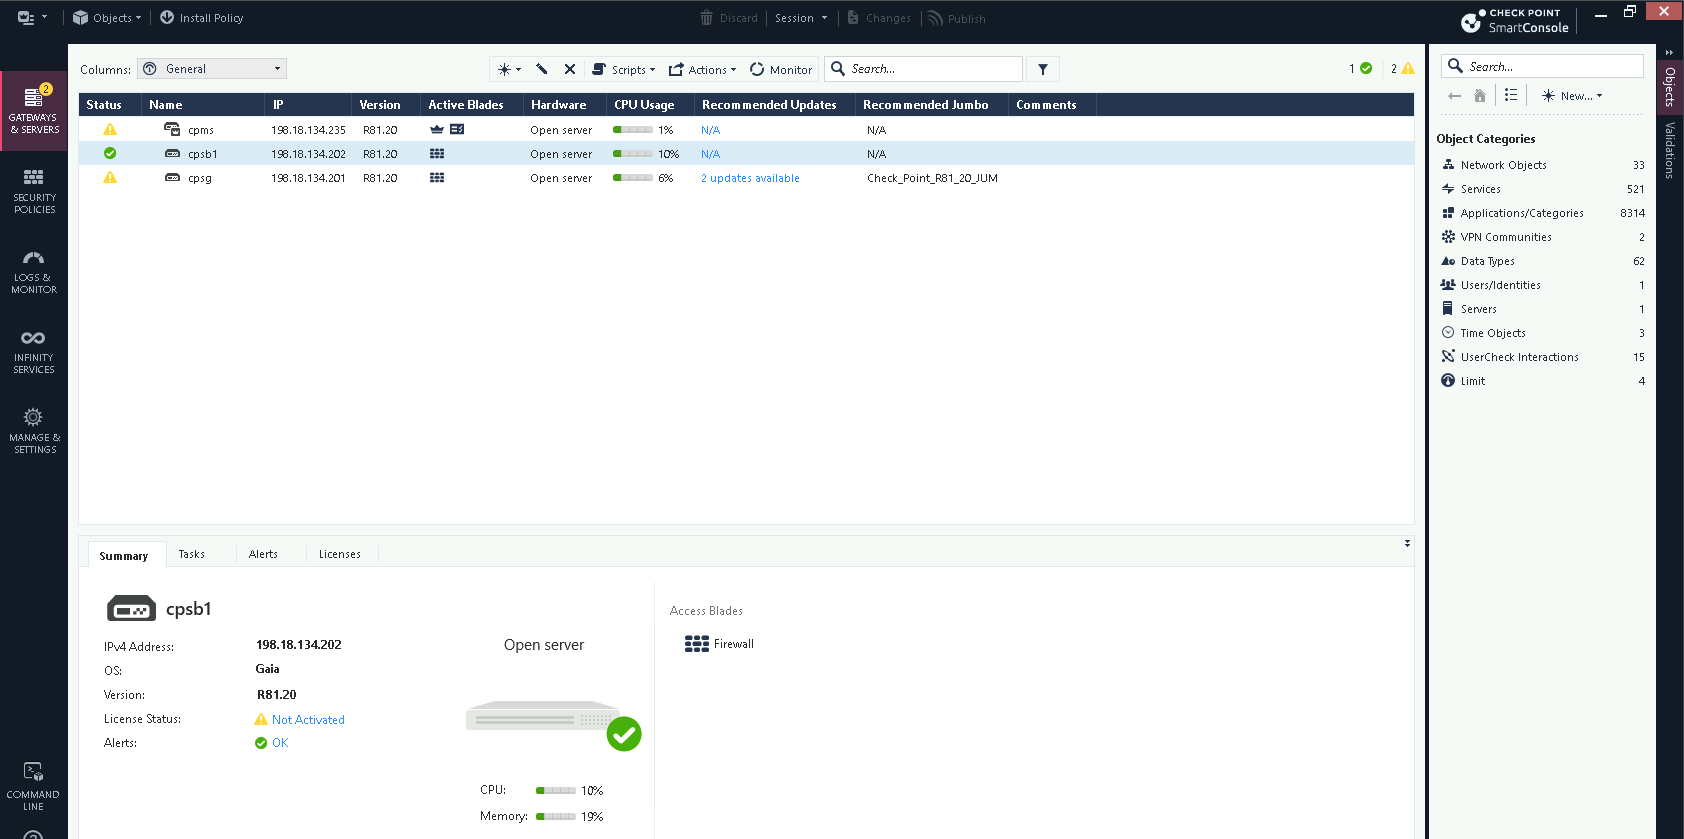 Objects
Install Policy
Discard
Session
Changes
Publish
CHECK POINT
SmartConsole
2
GATEWAYS
& SERVERS
SECURITY
POLICIES
LOGS &
MONITOR
INFINITY
SERVICES
MANAGE &
SETTINGS
COMMAND
LINE
Columns: General
Scripts
Actions
Monitor
Search...
1
2
Status Name IP Version Active Blades Hardware CPU Usage Recommended Updates Recommended Jumbo Comments
cpms 198.18.134.235 R81.20 Open server 1% N/A N/A
cpsb1 198.18.134.202 R81.20 Open server 10% N/A N/A
cpsg 198.18.134.201 R81.20 Open server 6% 2 updates available Check_Point_R81_20_JUM
Summary Tasks Alerts Licenses
cpsb1
IPv4 Address: 198.18.134.202
OS: Gaia
Version: R81.20
License Status: Not Activated
Alerts: OK
Open server
CPU: 10%
Memory: 19%
Access Blades
Firewall
Search...
New...
Object Categories
Network Objects 33
Services 521
Applications/Categories 8314
VPN Communities 2
Data Types 62
Users/Identities 1
Servers 1
Time Objects 3
UserCheck Interactions 15
Limit 4
Objects
Validations